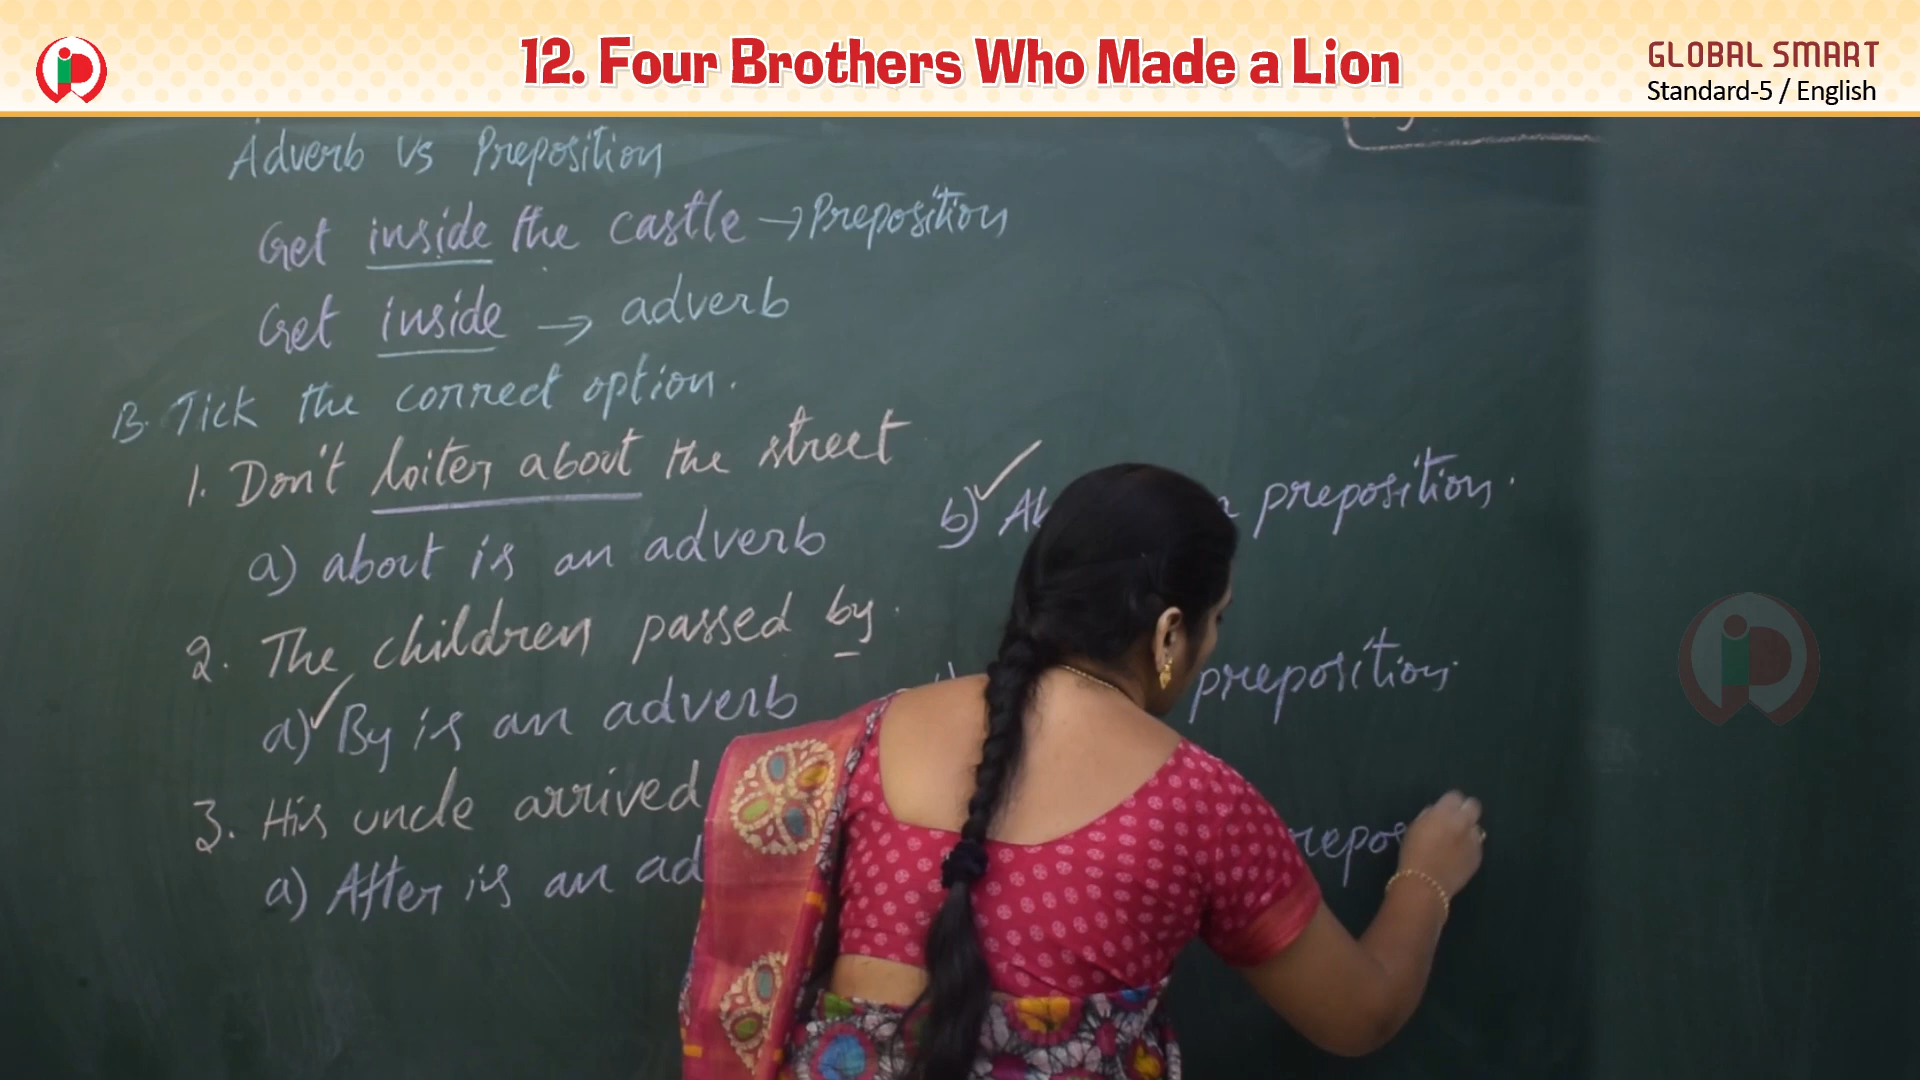 12. Four Brothers Who Made a Lion
GLOBAL SMART
Standard-5 / English
Adverb Vs Preposition
Get inside the castle → Preposition
Get inside → adverb
B. Tick the correct option.
1. Don't loiter about the street
a) about is an adverb b) preposition.
2. The children passed by.
a) By is an adverb preposition.
3. His uncle arrived
a) After is an